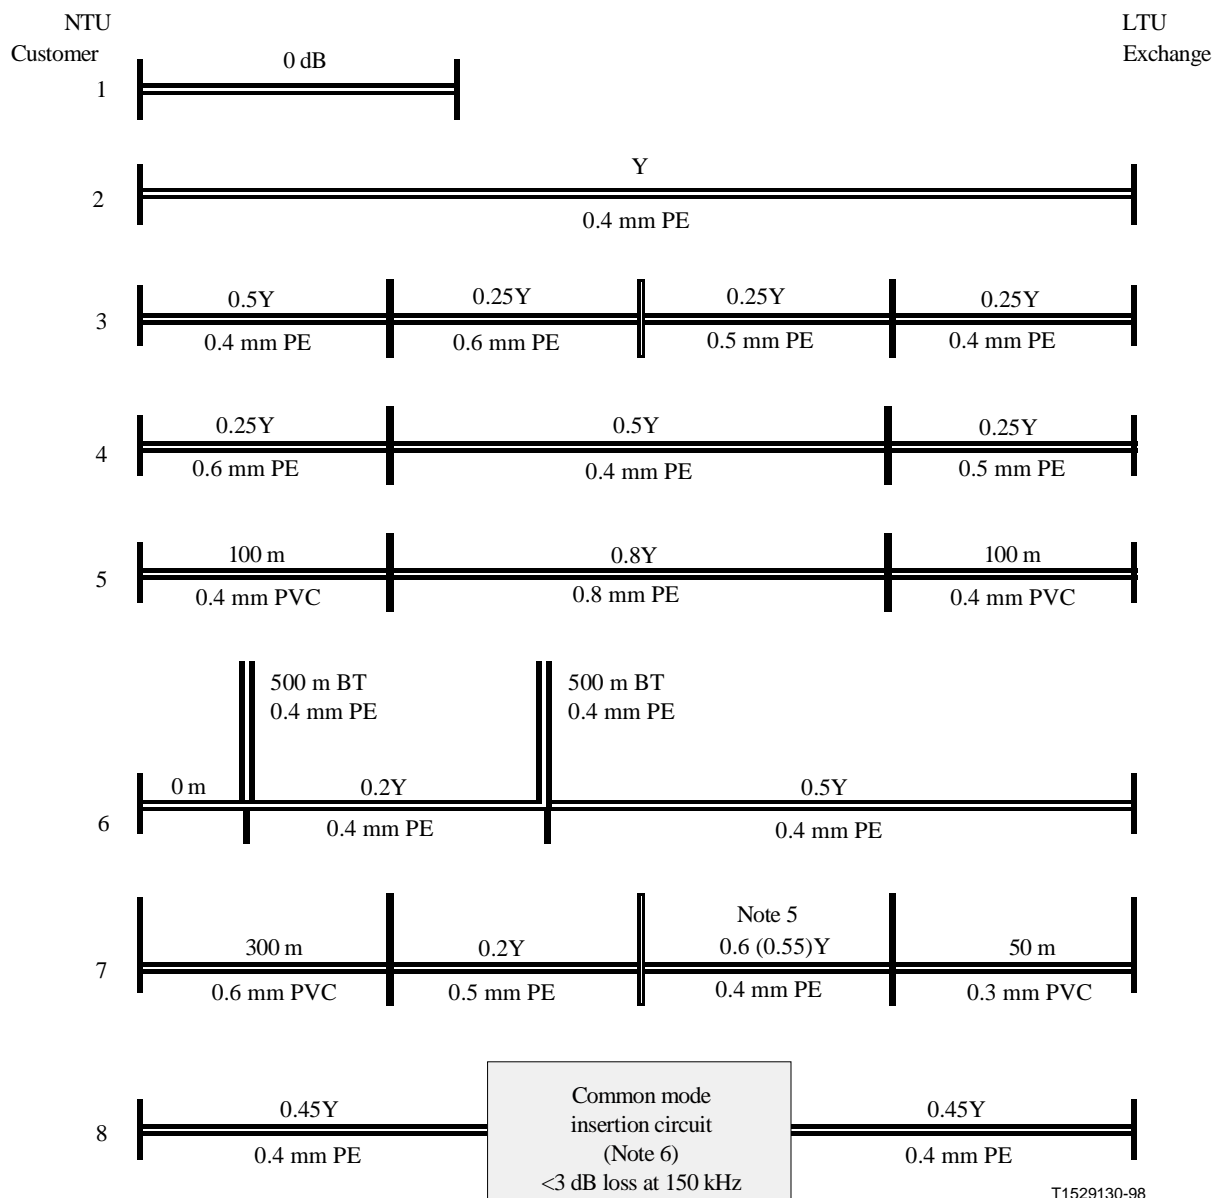 NTU
Customer
LTU
Exchange
0 dB
1
Y
2
0.4 mm PE
0.5Y
0.25Y
0.25Y
0.25Y
3
0.4 mm PE
0.6 mm PE
0.5 mm PE
0.4 mm PE
0.25Y
0.5Y
0.25Y
4
0.6 mm PE
0.4 mm PE
0.5 mm PE
100 m
0.8Y
100 m
5
0.4 mm PVC
0.8 mm PE
0.4 mm PVC
500 m BT
0.4 mm PE
500 m BT
0.4 mm PE
0 m
0.2Y
0.5Y
6
0.4 mm PE
0.4 mm PE
Note 5
300 m
0.2Y
0.6 (0.55)Y
50 m
7
0.6 mm PVC
0.5 mm PE
0.4 mm PE
0.3 mm PVC
0.45Y
Common mode
insertion circuit
(Note 6)
<3 dB loss at 150 kHz
0.45Y
8
0.4 mm PE
0.4 mm PE
T1529130-98